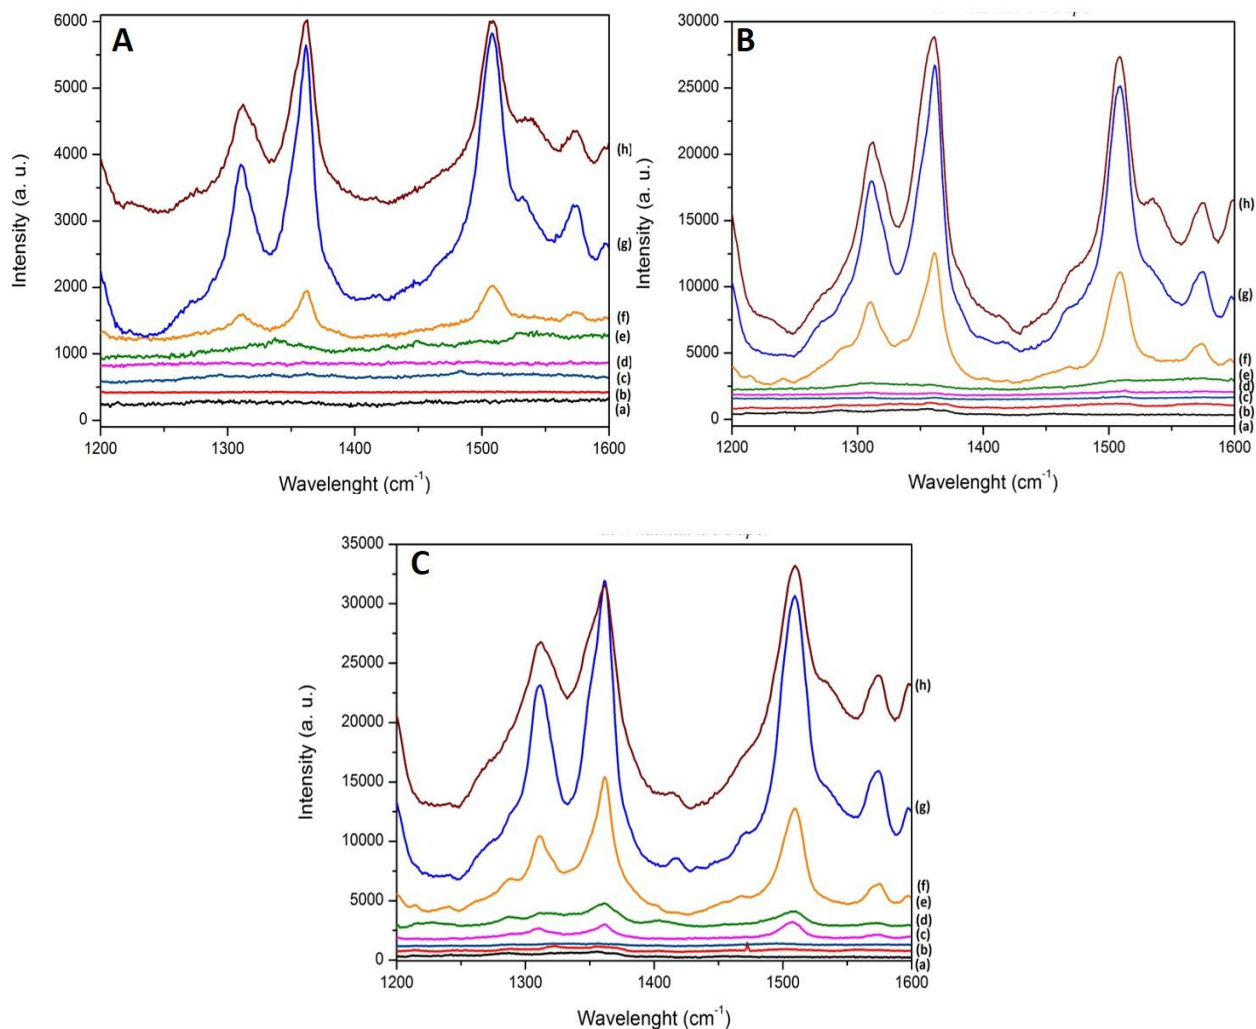 A
6000
5000
4000
3000
2000
1000
0
Intensity (a. u.)
(h)
(g)
(f)
(e)
(d)
(c)
(b)
(a)
1200 1300 1400 1500 1600
Wavelenght (cm-1)
B
30000
25000
20000
15000
10000
5000
0
Intensity (a. u.)
(h)
(g)
(f)
(e)
(d)
(c)
(b)
(a)
1200 1300 1400 1500 1600
Wavelenght (cm-1)
C
35000
30000
25000
20000
15000
10000
5000
0
Intensity (a. u.)
(h)
(g)
(f)
(e)
(d)
(c)
(b)
(a)
1200 1300 1400 1500 1600
Wavelenght (cm-1)